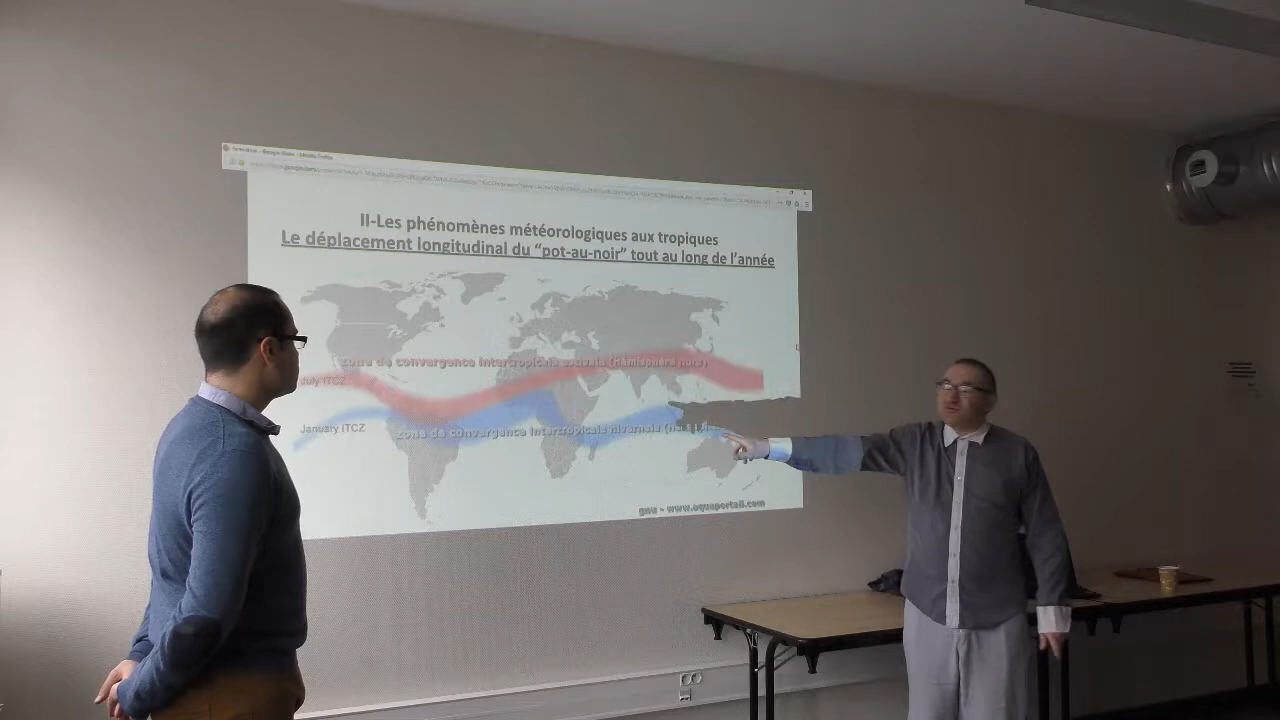 II-Les phénomènes météorologiques aux tropiques
Le déplacement longitudinal du “pot-au-noir” tout au long de l’année
zone de convergence intertropicale estivale (hémisphère nord)
July ITCZ
January ITCZ
zone de convergence intertropicale hivernale
gnu - www.aquaportail.com